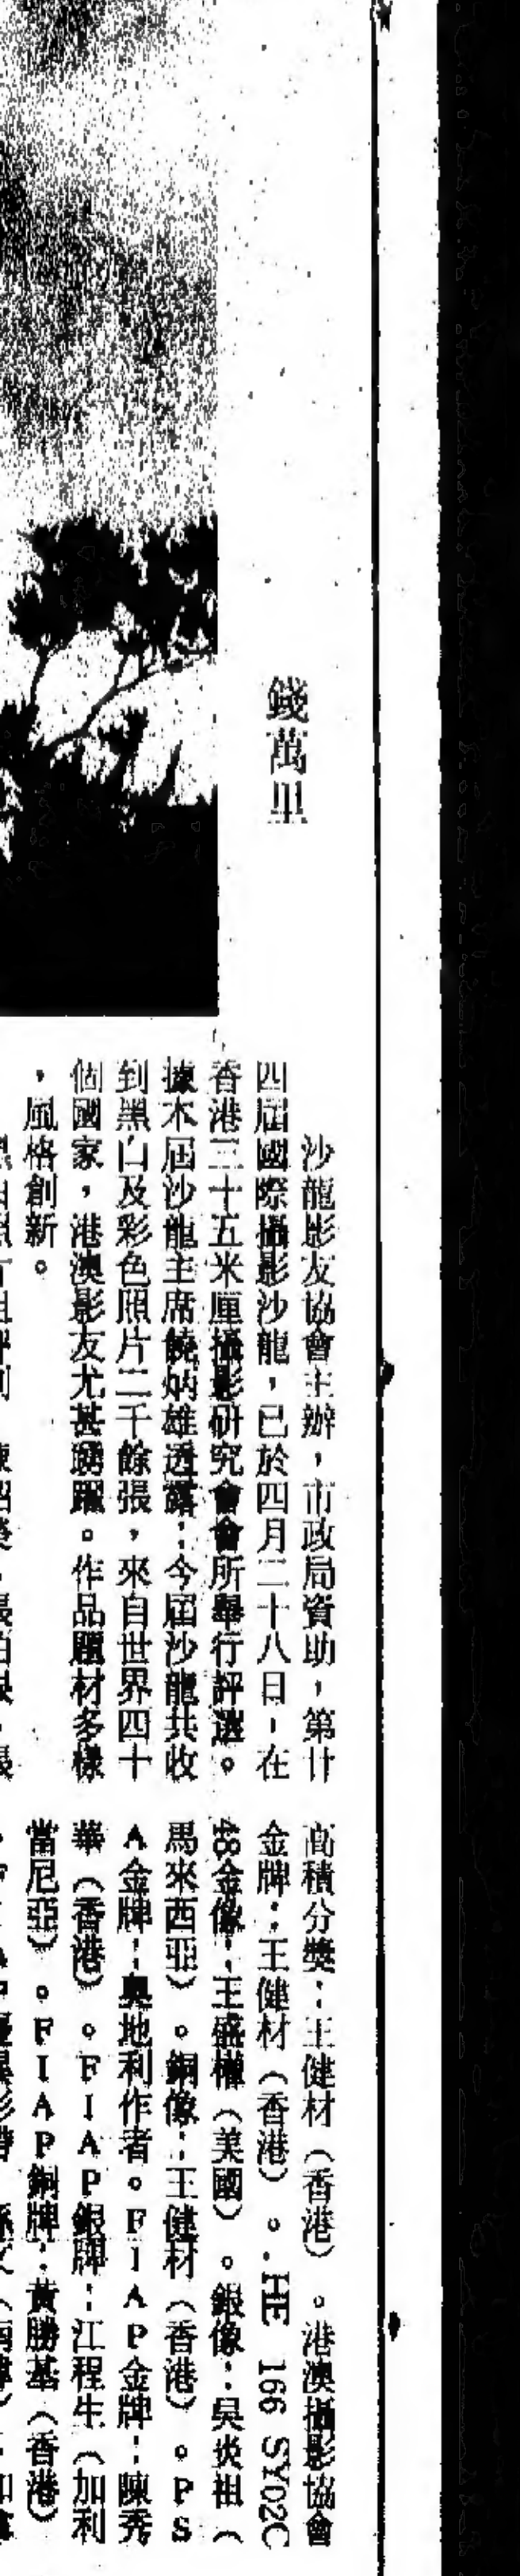 錢萬里
沙龍影友協會主辦，市政局資助，第廿
四屆國際攝影沙龍，已於四月二十八日，在
香港三十五米厘攝影研究會會所舉行評選。
據本屆沙龍主席饒炳雄透露：今屆沙龍共收
到黑白及彩色照片二千餘張，來自世界四十
個國家，港澳影友尤甚踴躍。作品題材多樣
，風格創新。
高積分獎：王健材（香港）。港澳攝影協會
金牌：王健材（香港）。HE 166 SY02C
48金像：王盛權（美國）。銀像：吳炎祖（
馬來西亞）。銅像：王健材（香港）。PS
A金牌：奧地利作者。FIAP金牌：陳秀
華（香港）。FIAP銀牌：江程生（加利
當尼亞）。FIAP銅牌：黃勝基（香港）